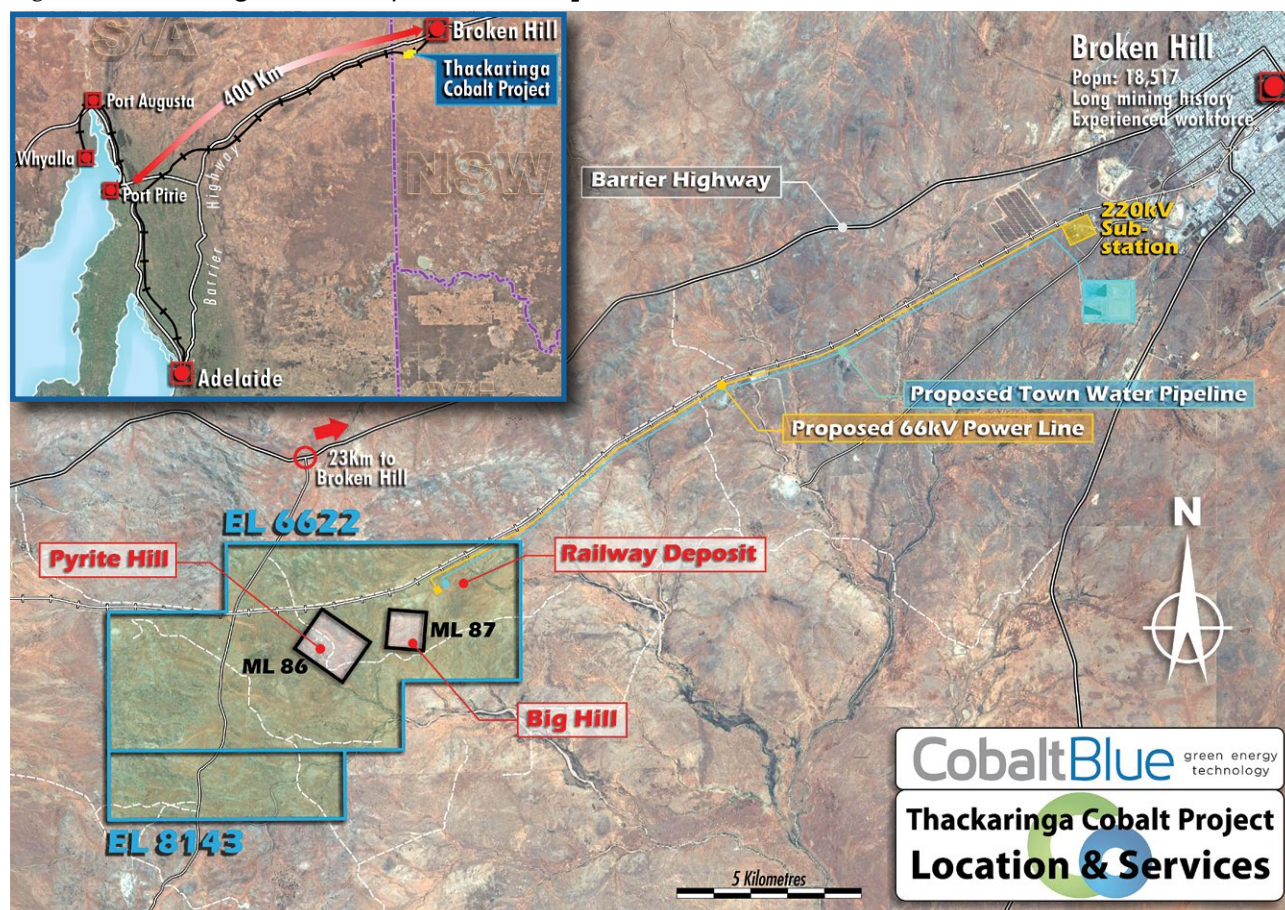 SA
Broken Hill
Thackaringa
Cobalt Project
400 Km
Port Augusta
Whyalla
Port Pirie
NSW
Barrier Highway
Adelaide
Broken Hill
Popn: 18,517
Long mining history
Experienced workforce
Barrier Highway
220kV
Sub-
station
Proposed Town Water Pipeline
Proposed 66kV Power Line
23Km to
Broken Hill
EL 6622
Pyrite Hill
Railway Deposit
ML 87
ML 86
Big Hill
EL 8143
N
5 Kilometres
CobaltBlue
green energy
technology
Thackaringa Cobalt Project
Location & Services